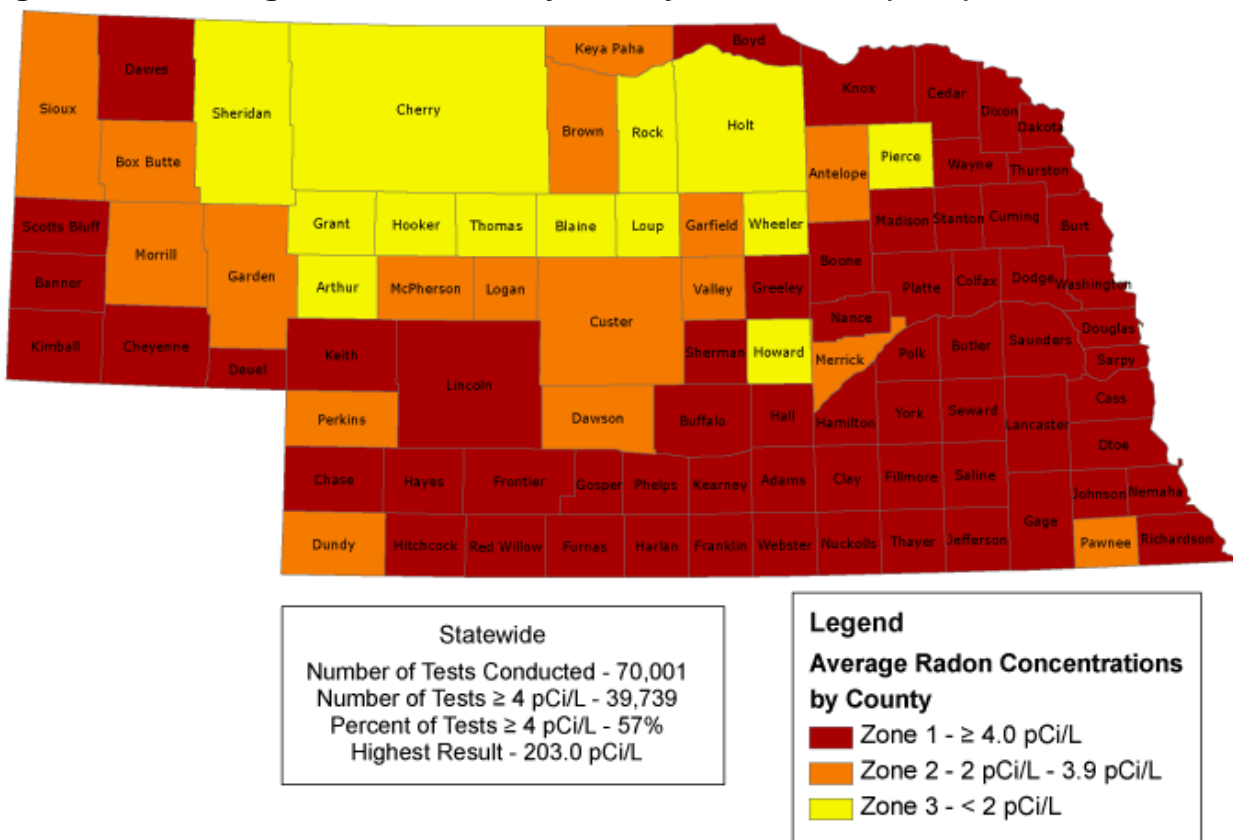 Boyd
Keya Paha
Dawes
Knox
Cedar
Dixon
Sioux
Sheridan
Cherry
Dakota
Brown
Rock
Holt
Box Butte
Pierce
Wayne
Thurston
Antelope
Scotts Bluff
Grant
Hooker
Thomas
Blaine
Loup
Garfield
Wheeler
Madison
Stanton
Cuming
Burt
Morrill
Garden
Boone
Banner
Arthur
McPherson
Logan
Valley
Greeley
Platte
Colfax
Dodge
Washington
Custer
Nance
Douglas
Kimball
Cheyenne
Keith
Sherman
Howard
Merrick
Polk
Butler
Saunders
Sarpy
Deuel
Lincoln
Cass
Perkins
Dawson
Buffalo
Hall
Hamilton
York
Seward
Lancaster
Otoe
Chase
Hayes
Frontier
Gosper
Phelps
Kearney
Adams
Clay
Fillmore
Saline
Johnson
Nemaha
Gage
Dundy
Hitchcock
Red Willow
Furnas
Harlan
Franklin
Webster
Nuckolls
Thayer
Jefferson
Pawnee
Richardson
Statewide
Number of Tests Conducted - 70,001
Number of Tests ≥ 4 pCi/L - 39,739
Percent of Tests ≥ 4 pCi/L - 57%
Highest Result - 203.0 pCi/L
Legend
Average Radon Concentrations
by County
Zone 1 - ≥ 4.0 pCi/L
Zone 2 - 2 pCi/L - 3.9 pCi/L
Zone 3 - < 2 pCi/L